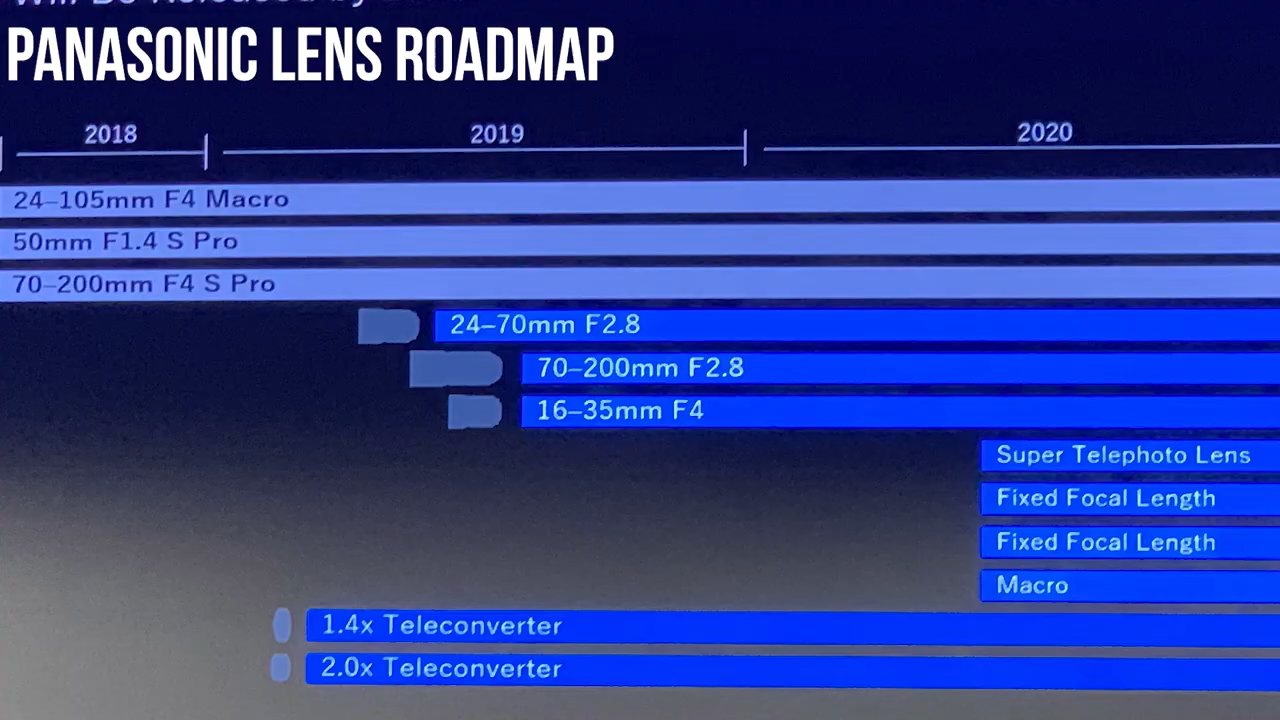 PANASONIC LENS ROADMAP
2018 2019 2020
24–105mm F4 Macro
50mm F1.4 S Pro
70–200mm F4 S Pro
24–70mm F2.8
70–200mm F2.8
16–35mm F4
Super Telephoto Lens
Fixed Focal Length
Fixed Focal Length
Macro
1.4x Teleconverter
2.0x Teleconverter